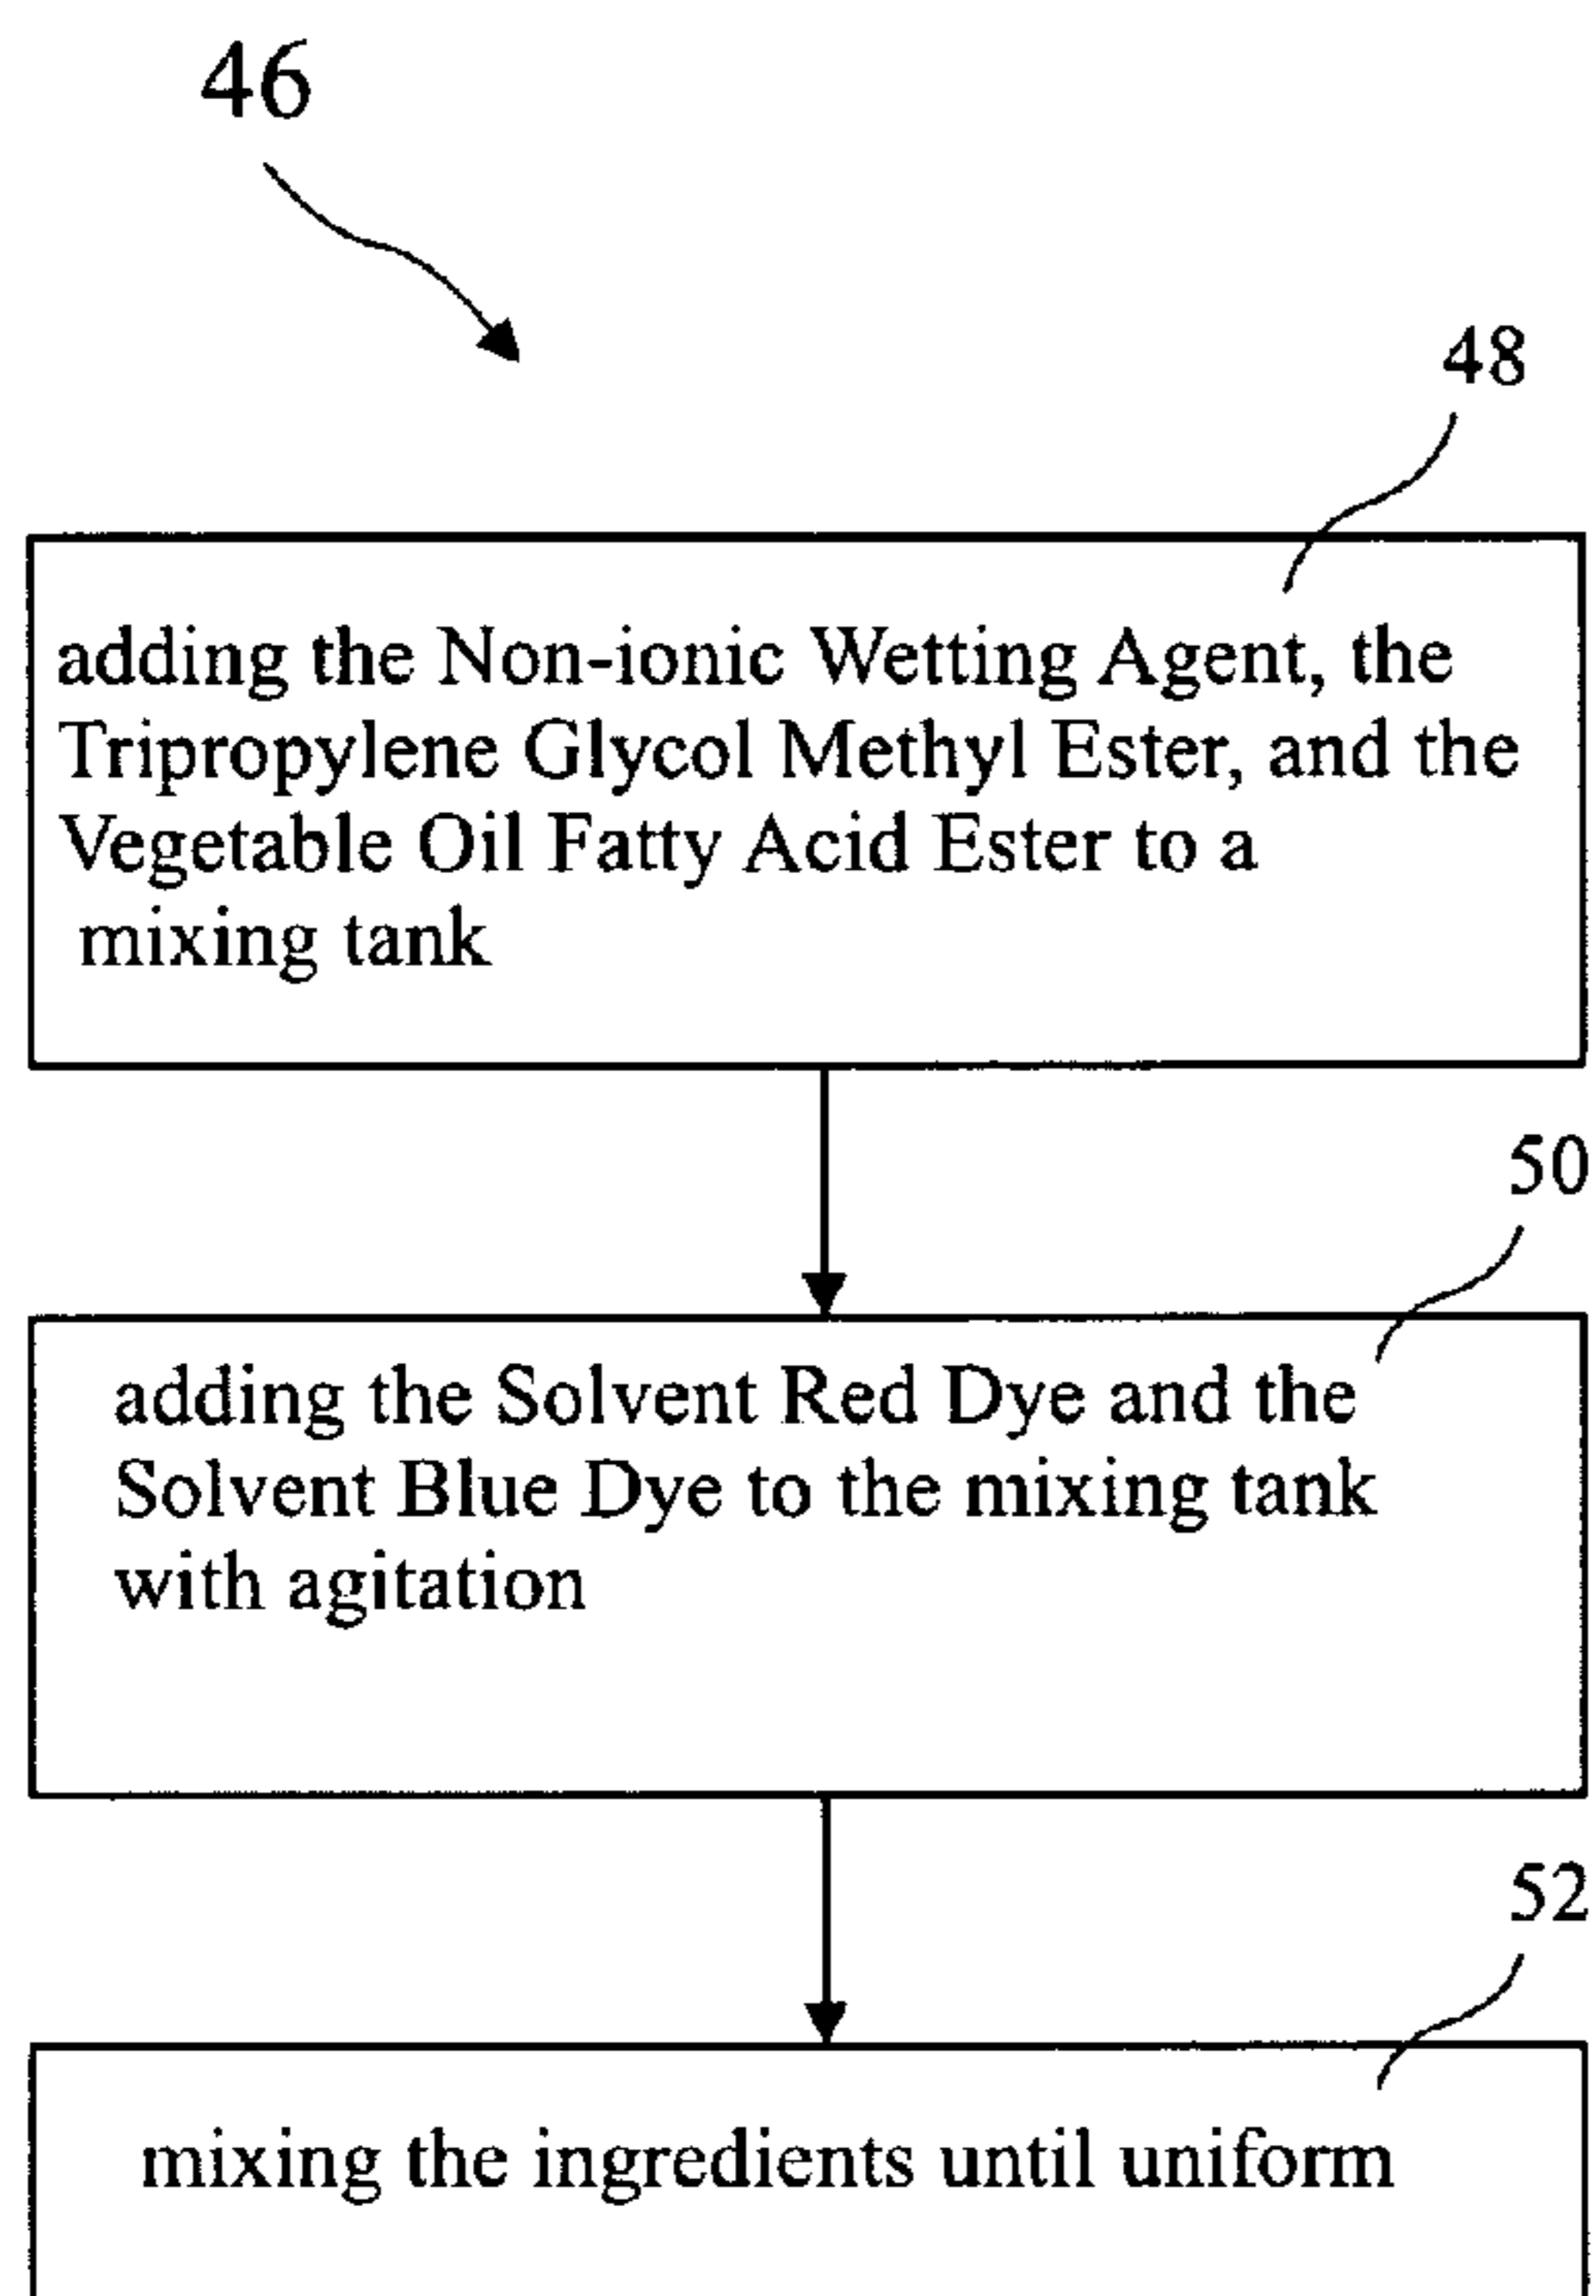 46
48
adding the Non-ionic Wetting Agent, the
Tripropylene Glycol Methyl Ester, and the
Vegetable Oil Fatty Acid Ester to a
mixing tank
50
adding the Solvent Red Dye and the
Solvent Blue Dye to the mixing tank
with agitation
52
mixing the ingredients until uniform